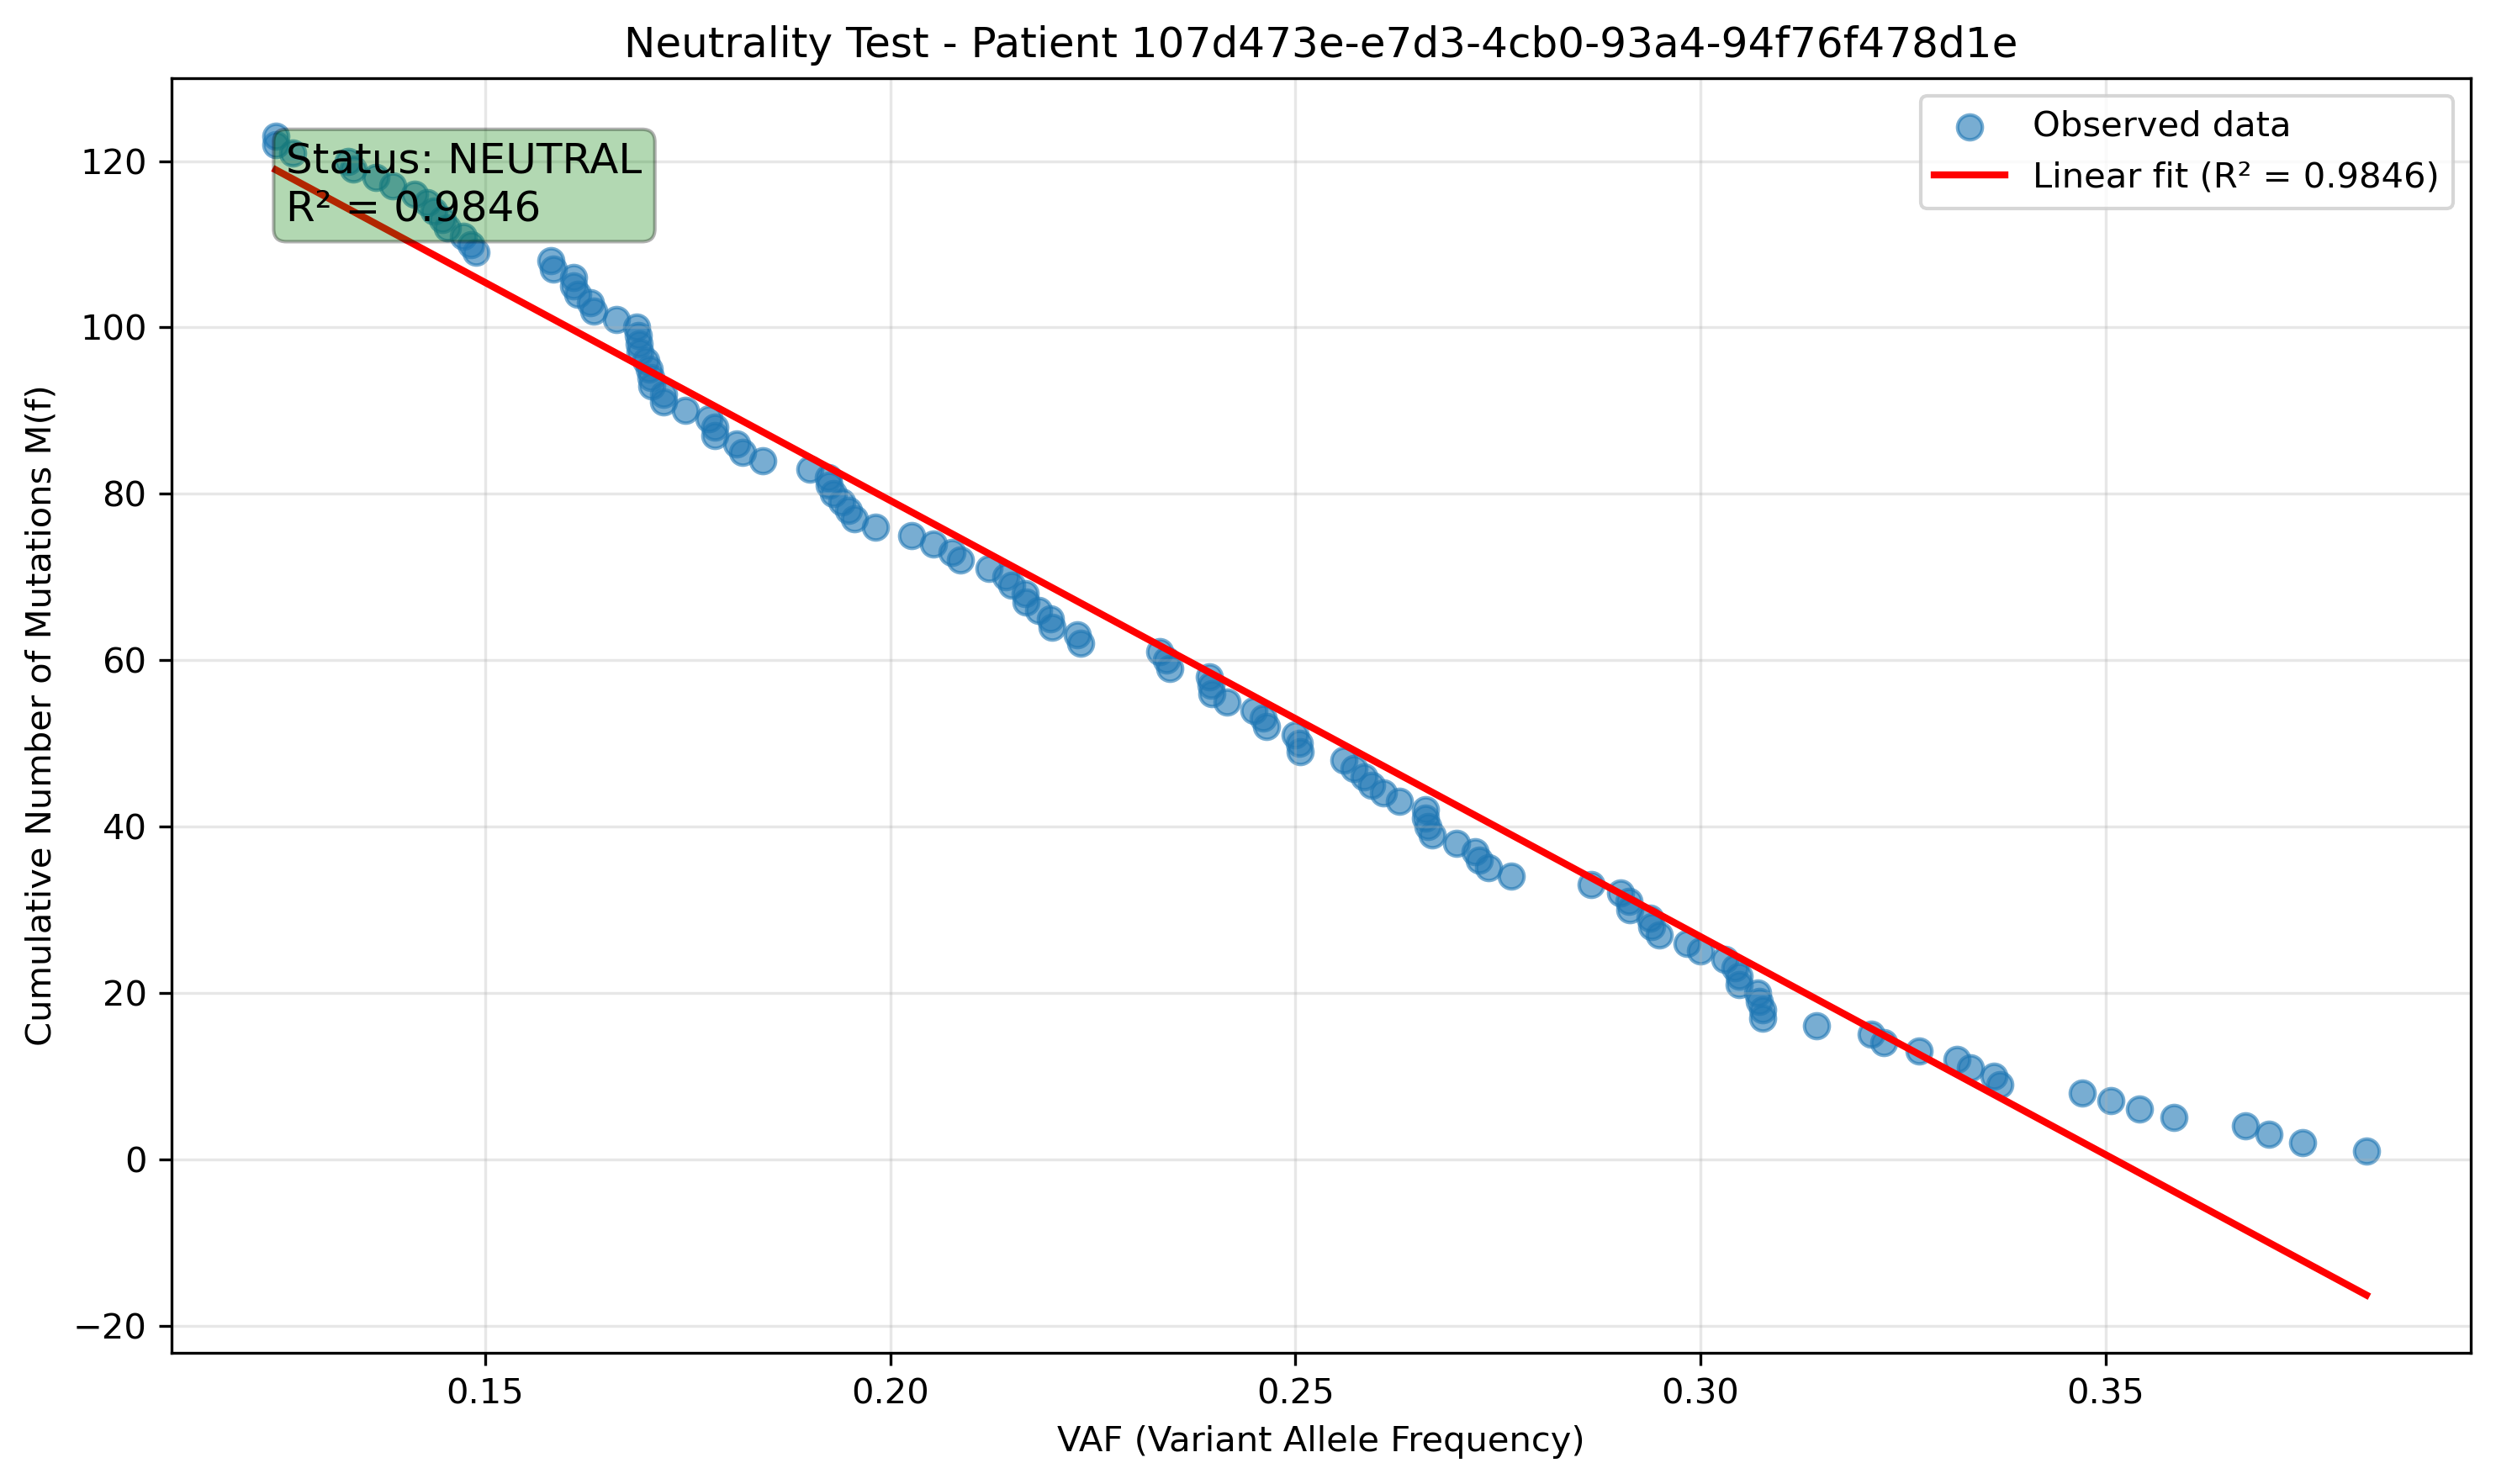 Neutrality Test - Patient 107d473e-e7d3-4cb0-93a4-94f76f478d1e
Status: NEUTRAL
R² = 0.9846
Observed data
Linear fit (R² = 0.9846)
Cumulative Number of Mutations M(f)
120
100
80
60
40
20
0
−20
0.15 0.20 0.25 0.30 0.35
VAF (Variant Allele Frequency)